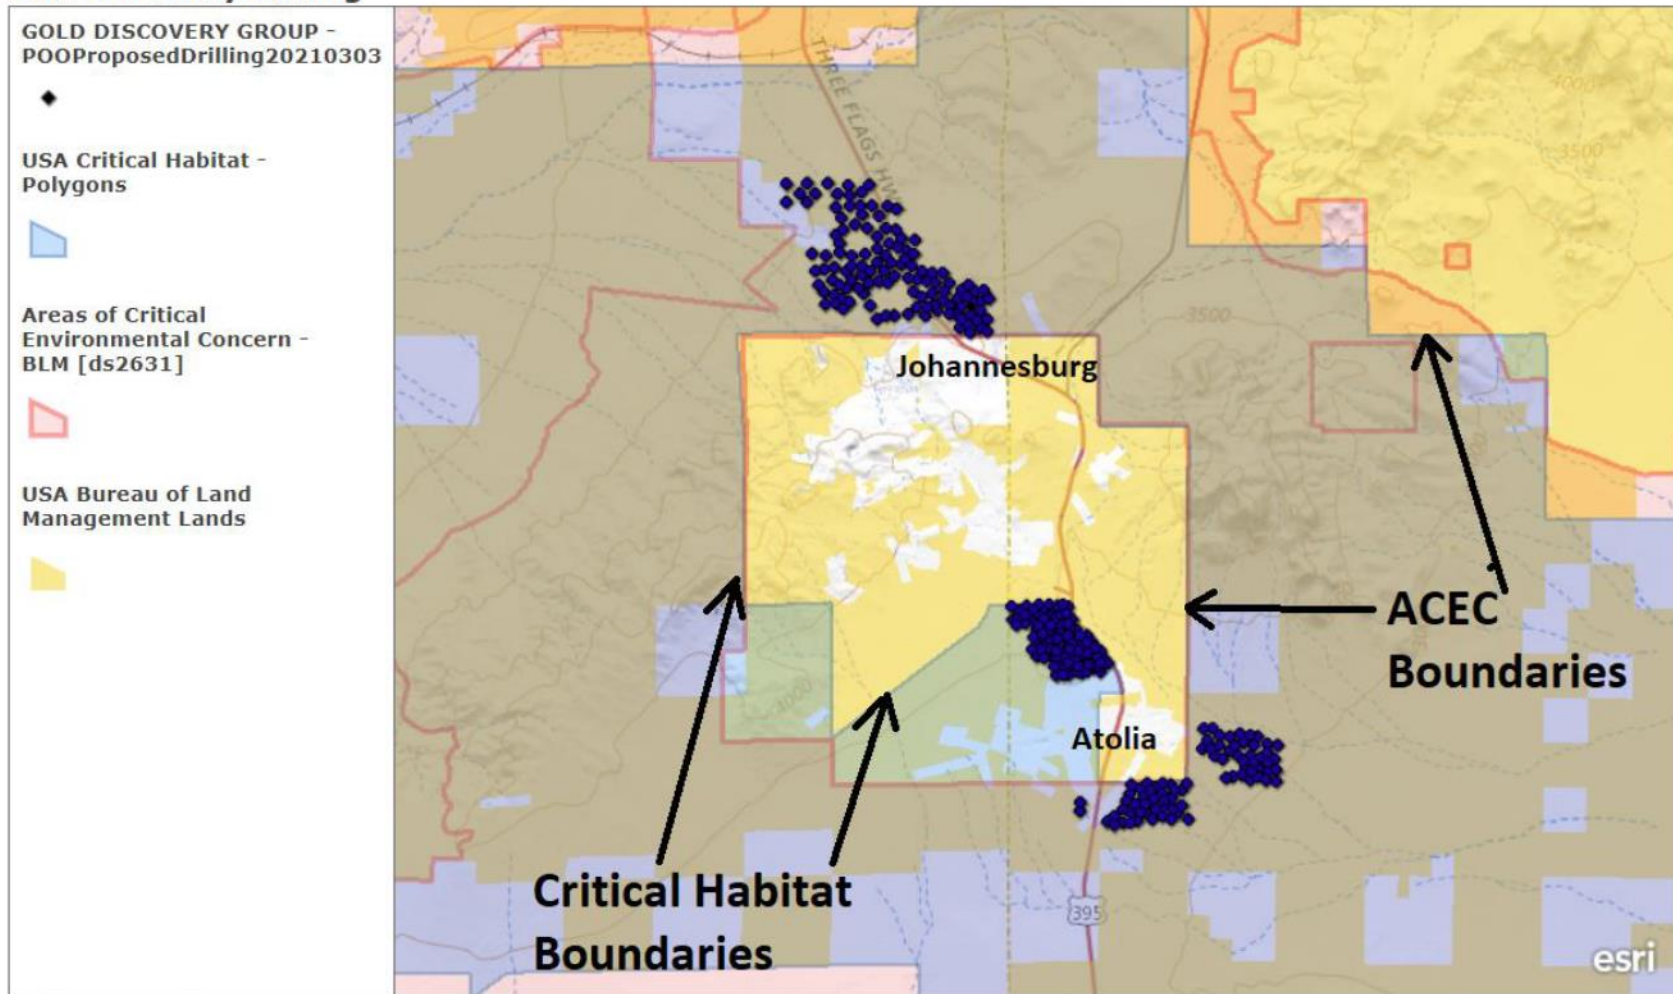 GOLD DISCOVERY GROUP -
POOProposedDrilling20210303
USA Critical Habitat -
Polygons
Areas of Critical
Environmental Concern -
BLM [ds2631]
USA Bureau of Land
Management Lands
THREE FLAGS HW
4000
3500
3500
Johannesburg
ACEC
Boundaries
4000
Atolia
Critical Habitat
Boundaries
395
esri